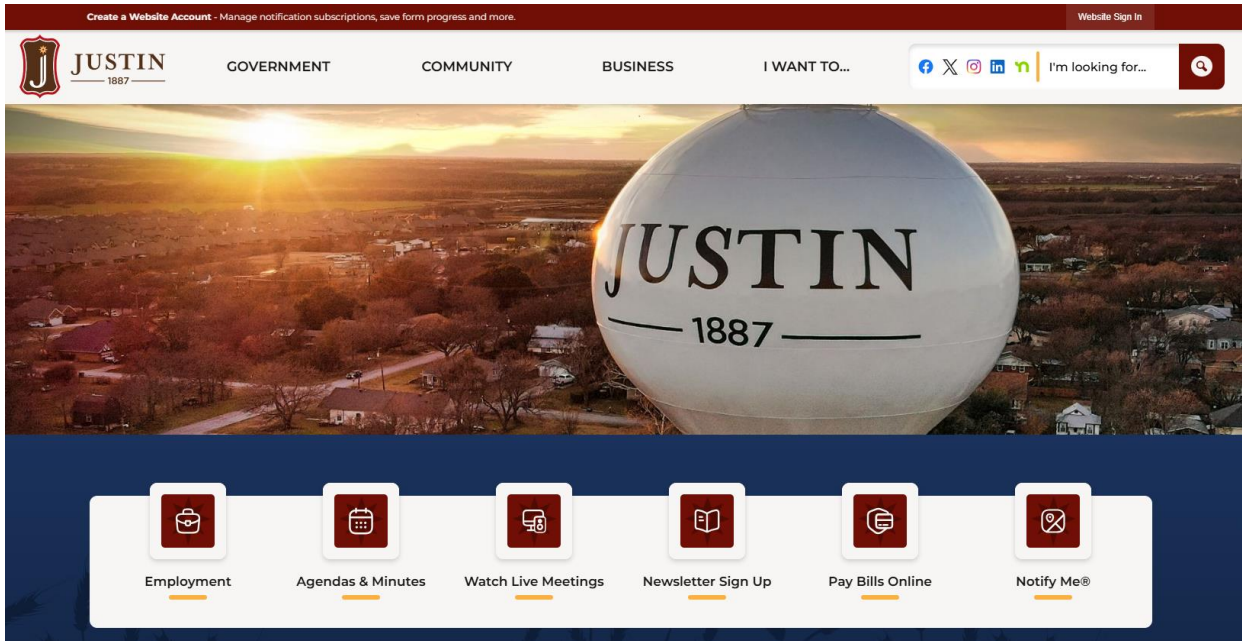 Create a Website Account - Manage notification subscriptions, save form progress and more.
Website Sign In
JUSTIN
1887
GOVERNMENT
COMMUNITY
BUSINESS
I WANT TO...
I'm looking for...
JUSTIN
1887
Employment
Agendas & Minutes
Watch Live Meetings
Newsletter Sign Up
Pay Bills Online
Notify Me®